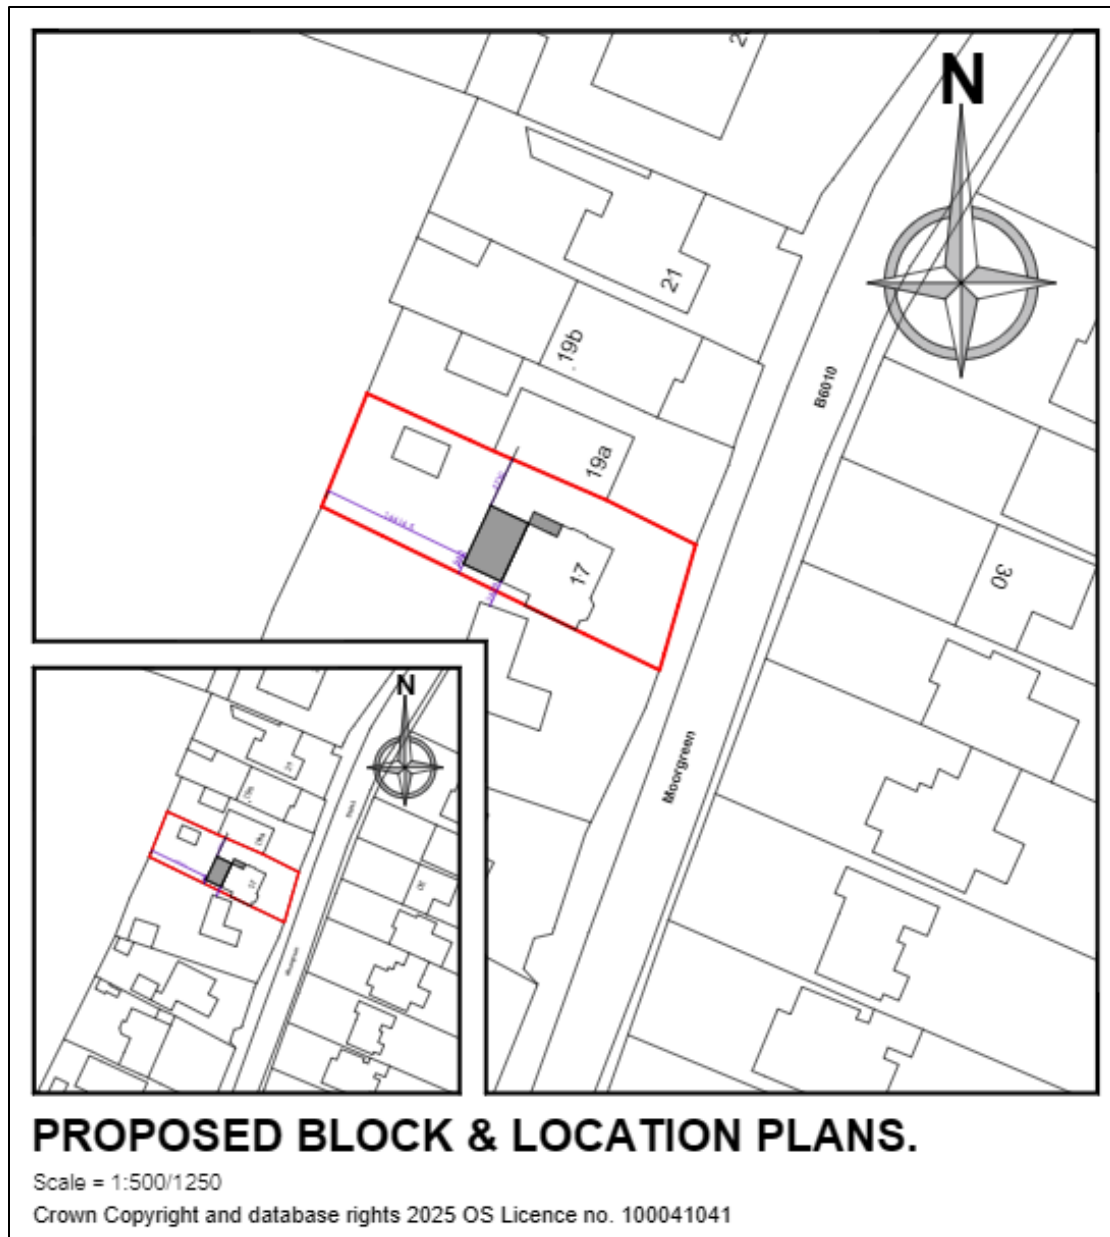 N
21
19b
B6010
19a
17
30
Moorgreen
N
PROPOSED BLOCK & LOCATION PLANS.
Scale = 1:500/1250
Crown Copyright and database rights 2025 OS Licence no. 100041041